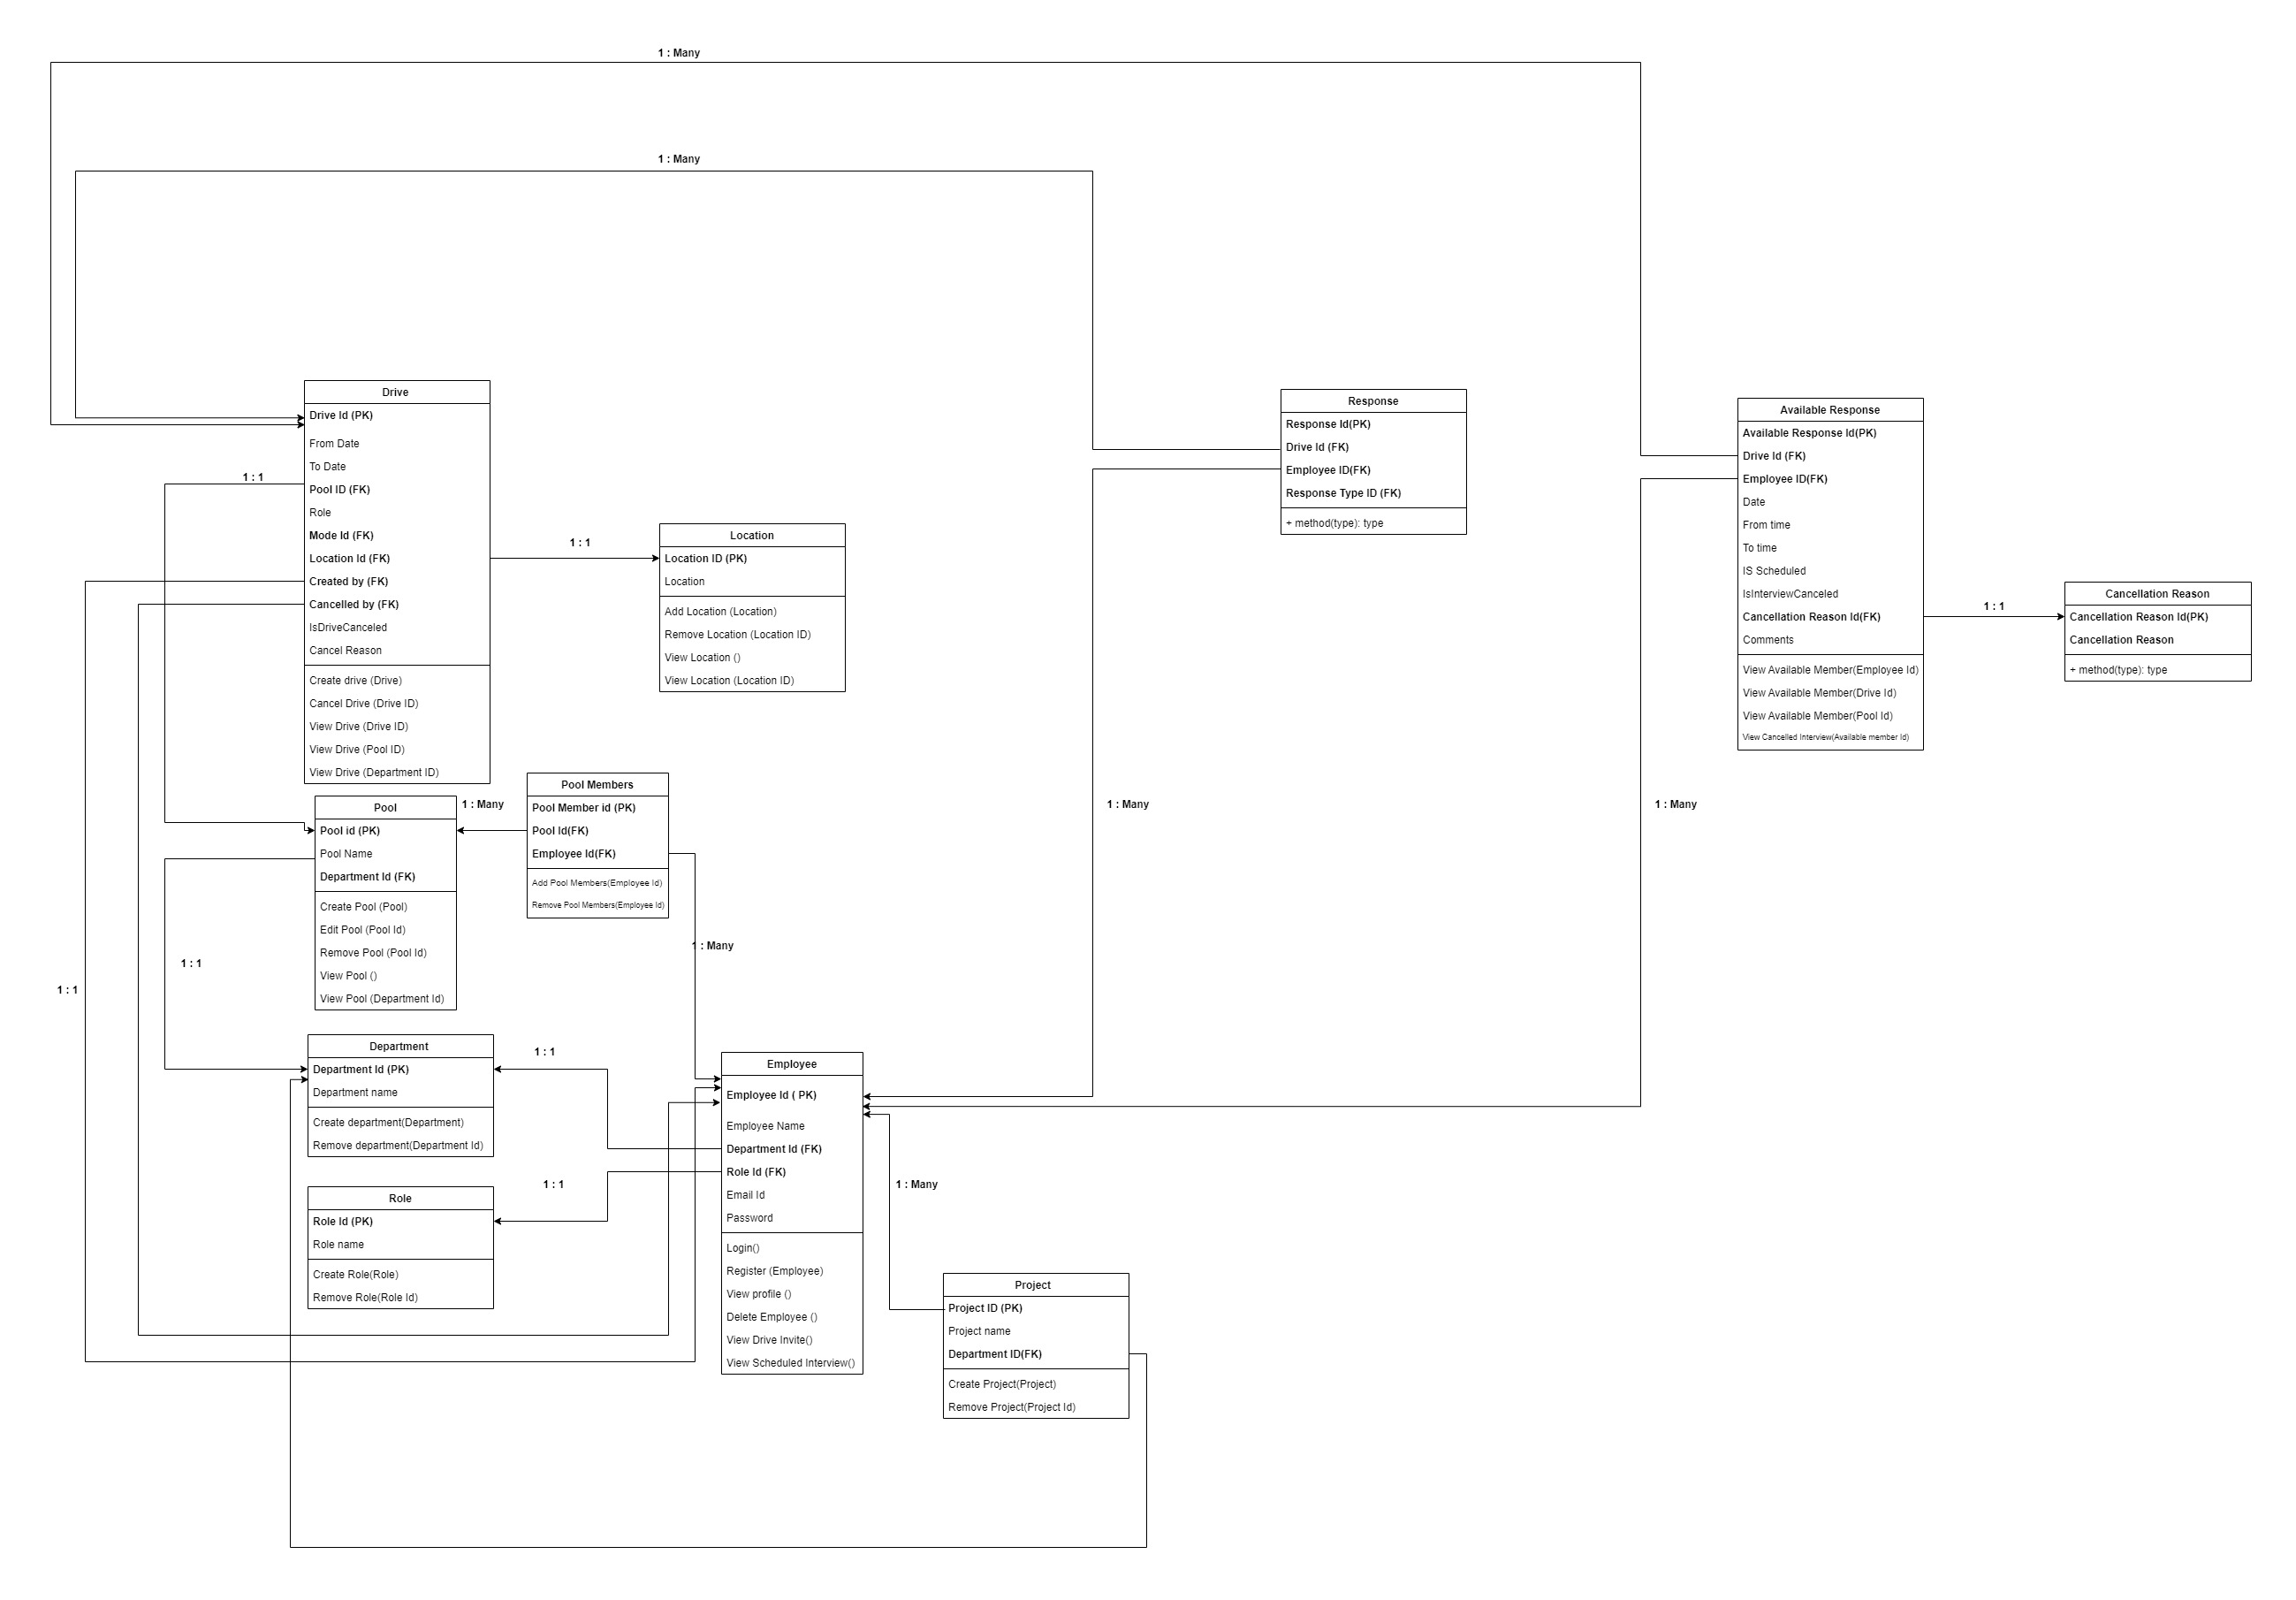 1 : Many
1 : Many
Drive
Drive Id (PK)
From Date
To Date
Pool ID (FK)
Role
Mode Id (FK)
Location Id (FK)
Created by (FK)
Cancelled by (FK)
IsDriveCanceled
Cancel Reason
Create drive (Drive)
Cancel Drive (Drive ID)
View Drive (Drive ID)
View Drive (Pool ID)
View Drive (Department ID)
1 : 1
1 : 1
Location
Location ID (PK)
Location
Add Location (Location)
Remove Location (Location ID)
View Location ()
View Location (Location ID)
Response
Response Id(PK)
Drive Id (FK)
Employee ID(FK)
Response Type ID (FK)
+ method(type): type
Available Response
Available Response Id(PK)
Drive Id (FK)
Employee ID(FK)
Date
From time
To time
IS Scheduled
IsInterviewCanceled
Cancellation Reason Id(FK)
Comments
View Available Member(Employee Id)
View Available Member(Drive Id)
View Available Member(Pool Id)
View Cancelled Interview(Available member Id)
1 : 1
Cancellation Reason
Cancellation Reason Id(PK)
Cancellation Reason
+ method(type): type
Pool
Pool id (PK)
Pool Name
Department Id (FK)
Create Pool (Pool)
Edit Pool (Pool Id)
Remove Pool (Pool Id)
View Pool ()
View Pool (Department Id)
1 : Many
Pool Members
Pool Member id (PK)
Pool Id(FK)
Employee Id(FK)
Add Pool Members(Employee Id)
Remove Pool Members(Employee Id)
1 : Many
1 : Many
1 : Many
1 : 1
1 : 1
Department
Department Id (PK)
Department name
Create department(Department)
Remove department(Department Id)
1 : 1
Role
Role Id (PK)
Role name
Create Role(Role)
Remove Role(Role Id)
1 : 1
Employee
Employee Id ( PK)
Employee Name
Department Id (FK)
Role Id (FK)
Email Id
Password
Login()
Register (Employee)
View profile ()
Delete Employee ()
View Drive Invite()
View Scheduled Interview()
1 : Many
Project
Project ID (PK)
Project name
Department ID(FK)
Create Project(Project)
Remove Project(Project Id)